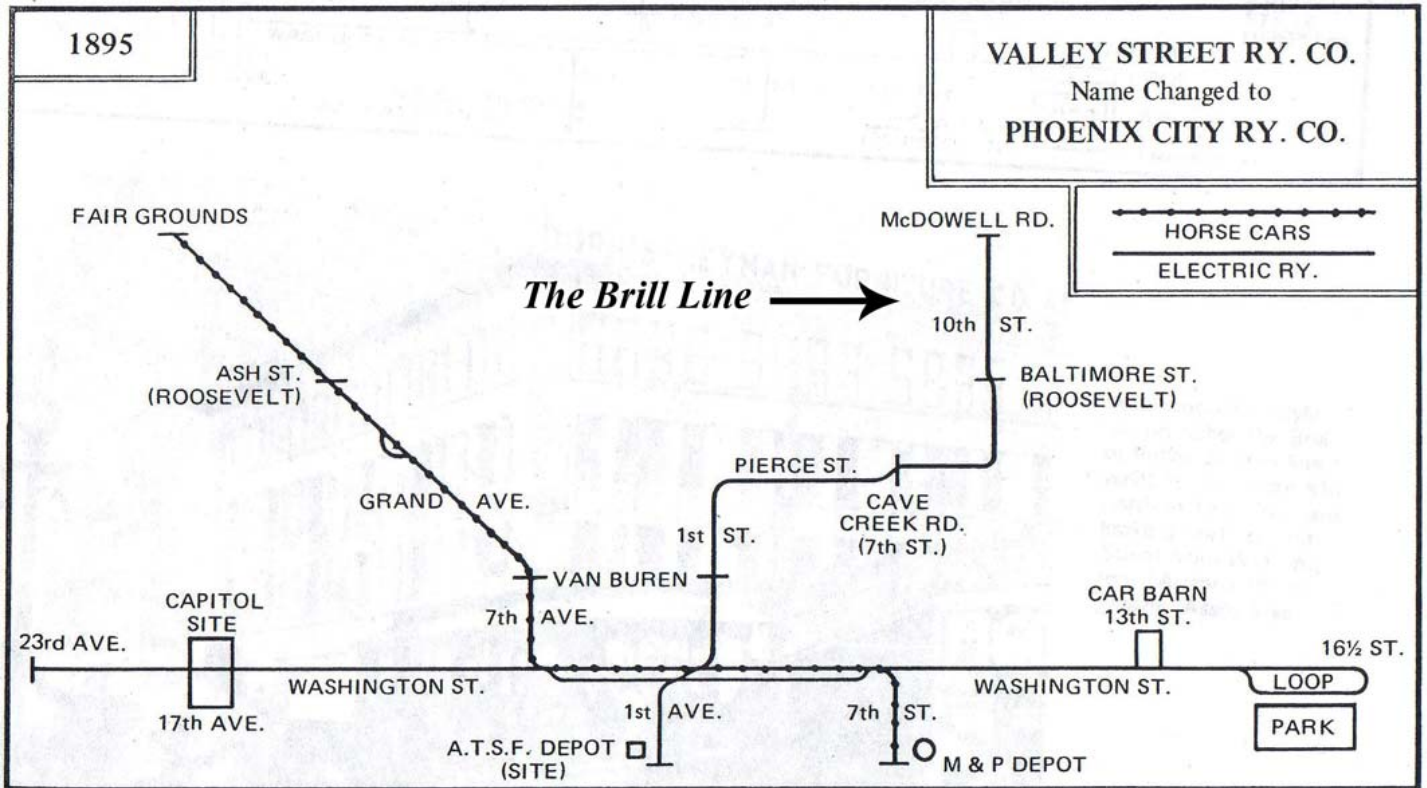 1895
VALLEY STREET RY. CO.
Name Changed to
PHOENIX CITY RY. CO.
HORSE CARS
ELECTRIC RY.
FAIR GROUNDS
McDOWELL RD.
The Brill Line
10th ST.
ASH ST.
(ROOSEVELT)
BALTIMORE ST.
(ROOSEVELT)
PIERCE ST.
GRAND AVE.
CAVE
CREEK RD.
(7th ST.)
1st ST.
VAN BUREN
7th AVE.
CAPITOL
SITE
CAR BARN
13th ST.
23rd AVE.
16½ ST.
WASHINGTON ST.
WASHINGTON ST.
LOOP
17th AVE.
1st AVE.
7th ST.
PARK
A.T.S.F. DEPOT
(SITE)
M & P DEPOT